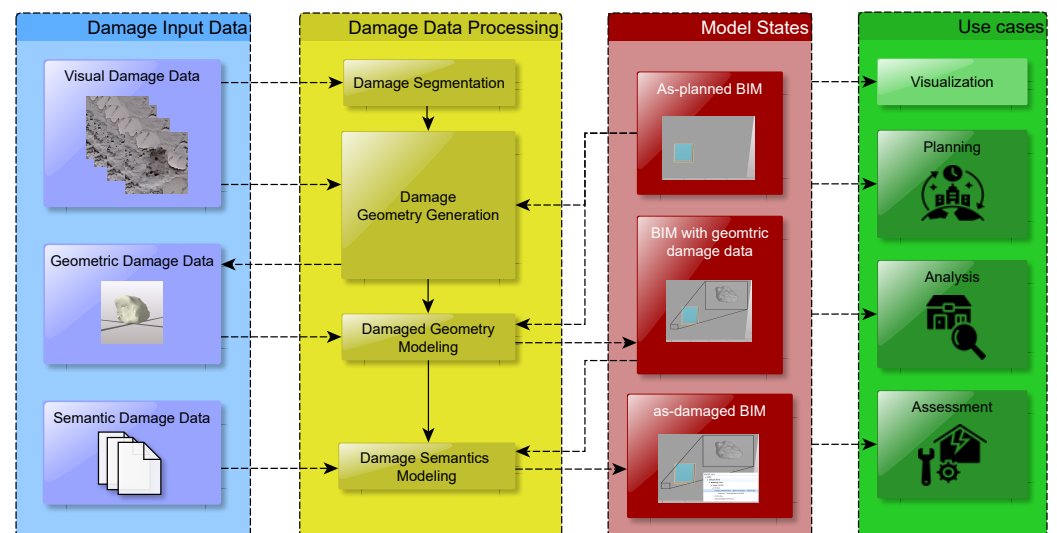 Damage Input Data
Visual Damage Data
Geometric Damage Data
Semantic Damage Data
Damage Data Processing
Damage Segmentation
Damage
Geometry Generation
Damaged Geometry
Modeling
Damage Semantics
Modeling
Model States
As-planned BIM
BIM with geomtric
damage data
as-damaged BIM
Use cases
Visualization
Planning
Analysis
Assessment